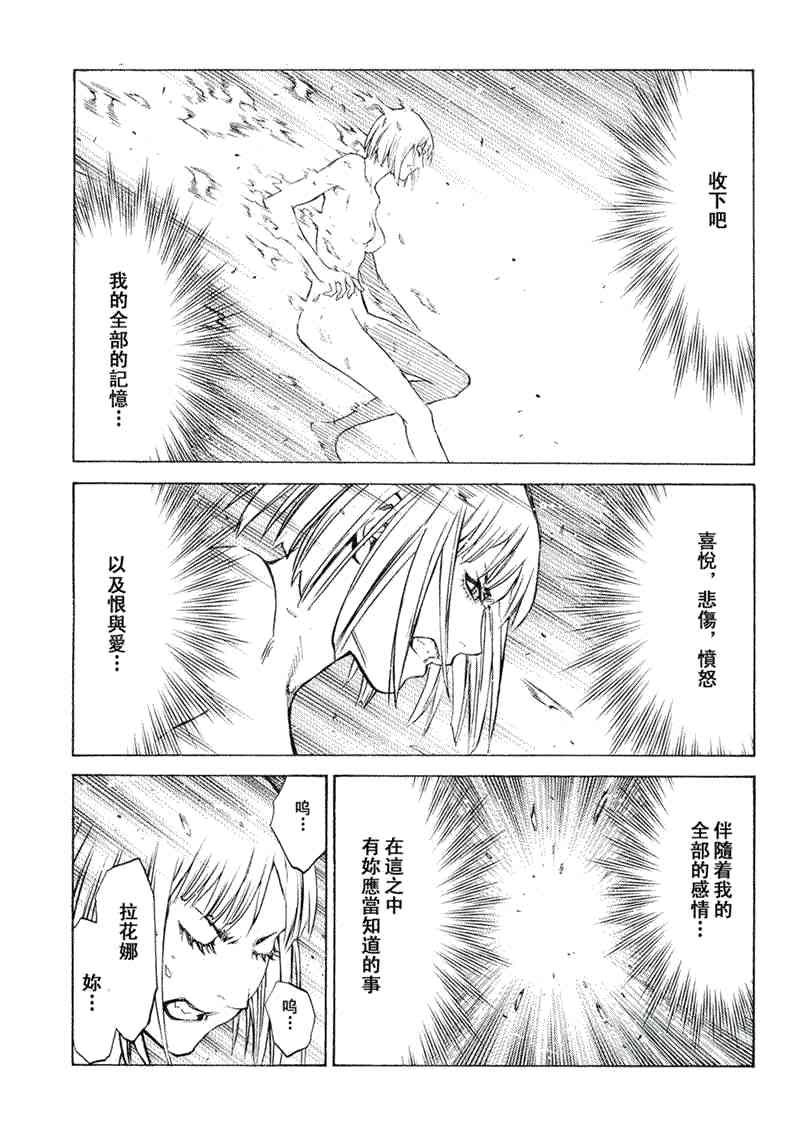 收下吧
我的全部的記憶…
喜悅，悲傷，憤怒
以及恨與愛…
伴隨着我的
全部的感情…
在這之中
有妳應當知道的事
嗚…
拉花娜
妳…
嗚…